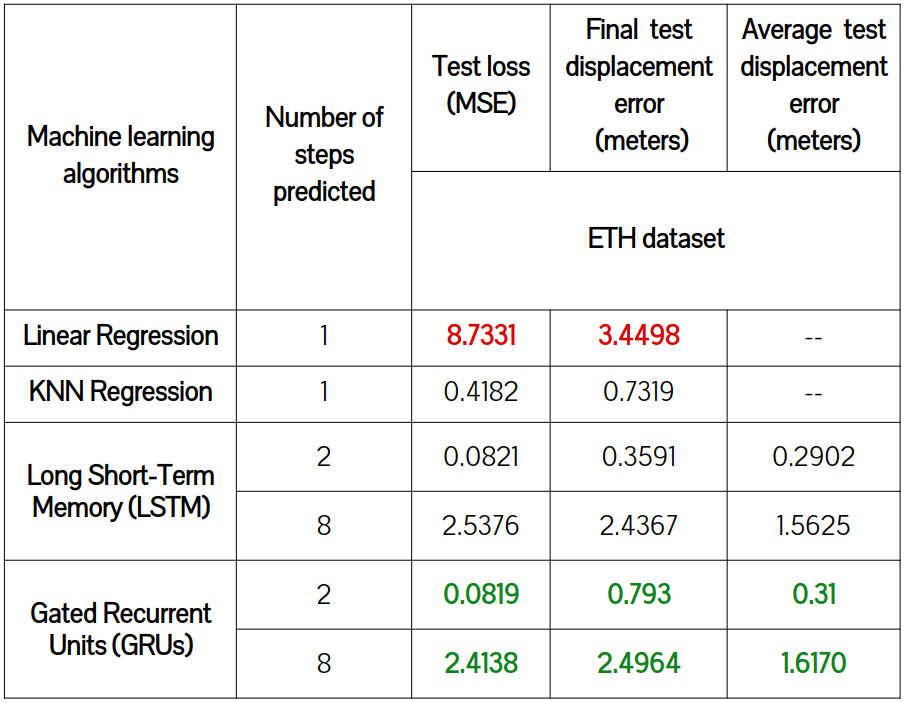 Machine learning
algorithms
Number of
steps
predicted
Test loss
(MSE)
Final test
displacement
error
(meters)
Average test
displacement
error
(meters)
ETH dataset
Linear Regression
1
8.7331
3.4498
--
KNN Regression
1
0.4182
0.7319
--
Long Short-Term
Memory (LSTM)
2
0.0821
0.3591
0.2902
8
2.5376
2.4367
1.5625
Gated Recurrent
Units (GRUs)
2
0.0819
0.793
0.31
8
2.4138
2.4964
1.6170